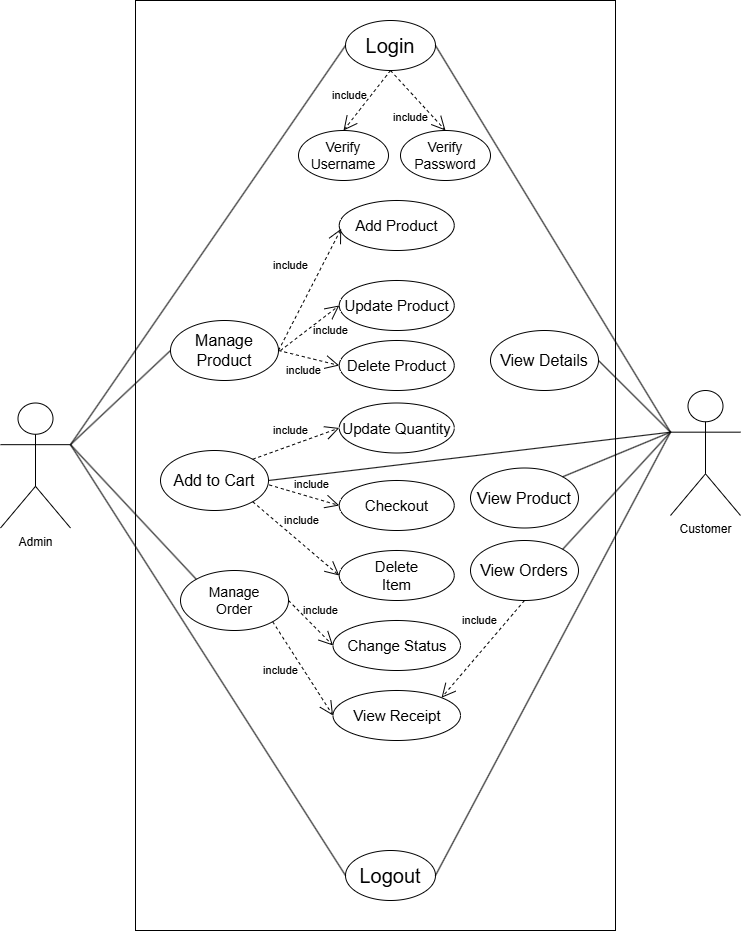 Login
include
include
Verify
Username
Verify
Password
Add Product
include
Update Product
include
Manage
Product
Delete Product
include
View Details
Update Quantity
include
Add to Cart
include
Checkout
View Product
include
Admin
Customer
Delete
Item
View Orders
Manage
Order
include
include
Change Status
include
View Receipt
Logout